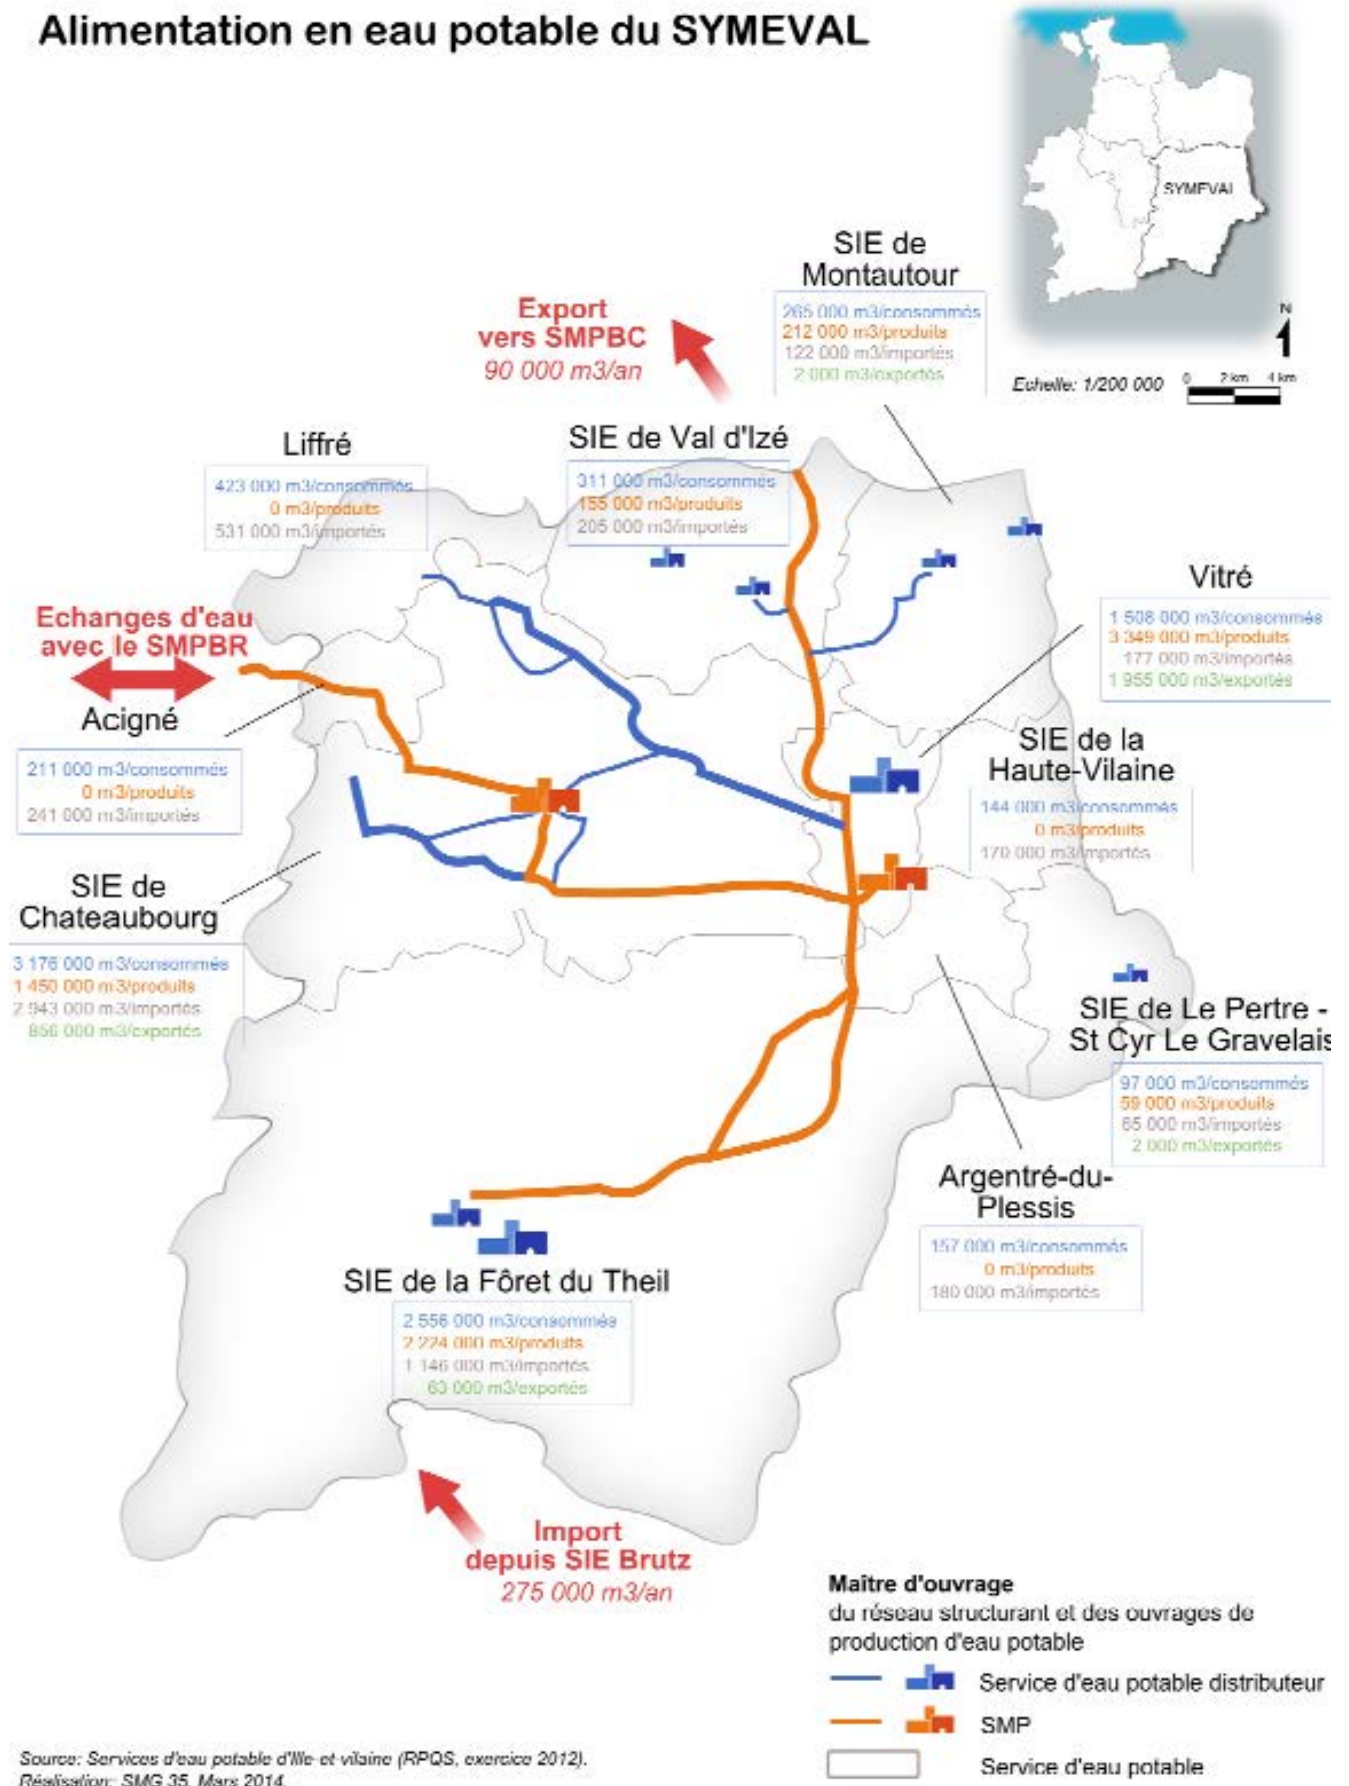 Alimentation en eau potable du SYMEVAL
SYMEVAL
N
Echelle: 1/200 000
0 2 km 4 km
SIE de
Montautour
265 000 m3/consommés
212 000 m3/produits
122 000 m3/importés
2 000 m3/exportés
Export
vers SMPBC
90 000 m3/an
Liffré
423 000 m3/consommés
0 m3/produits
531 000 m3/importés
SIE de Val d'Izé
311 000 m3/consommés
155 000 m3/produits
205 000 m3/importés
Vitré
1 508 000 m3/consommés
3 349 000 m3/produits
177 000 m3/importés
1 955 000 m3/exportés
Echanges d'eau
avec le SMPBR
Acigné
211 000 m3/consommés
0 m3/produits
241 000 m3/importés
SIE de la
Haute-Vilaine
144 000 m3/consommés
0 m3/produits
170 000 m3/importés
SIE de
Chateaubourg
3 176 000 m3/consommés
1 450 000 m3/produits
2 943 000 m3/importés
856 000 m3/exportés
SIE de Le Pertre -
St Cyr Le Gravelais
97 000 m3/consommés
59 000 m3/produits
65 000 m3/importés
2 000 m3/exportés
Argentré-du-
Plessis
157 000 m3/consommés
0 m3/produits
180 000 m3/importés
SIE de la Fôret du Theil
2 556 000 m3/consommés
2 224 000 m3/produits
1 146 000 m3/importés
63 000 m3/exportés
Import
depuis SIE Brutz
275 000 m3/an
Maître d'ouvrage
du réseau structurant et des ouvrages de
production d'eau potable
Service d'eau potable distributeur
SMP
Service d'eau potable
Source: Services d'eau potable d'Ille-et-vilaine (RPQS, exercice 2012).
Réalisation: SMG 35, Mars 2014.